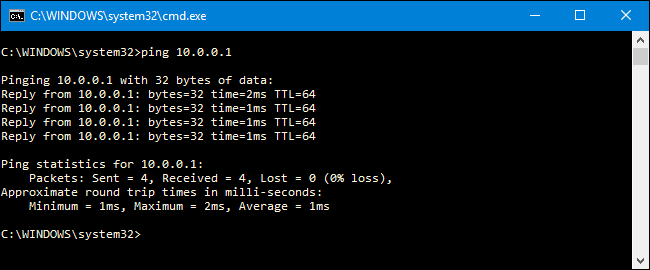 C:\WINDOWS\system32\cmd.exe
C:\WINDOWS\system32>ping 10.0.0.1
Pinging 10.0.0.1 with 32 bytes of data:
Reply from 10.0.0.1: bytes=32 time=2ms TTL=64
Reply from 10.0.0.1: bytes=32 time=1ms TTL=64
Reply from 10.0.0.1: bytes=32 time=1ms TTL=64
Reply from 10.0.0.1: bytes=32 time=1ms TTL=64
Ping statistics for 10.0.0.1:
    Packets: Sent = 4, Received = 4, Lost = 0 (0% loss),
Approximate round trip times in milli-seconds:
    Minimum = 1ms, Maximum = 2ms, Average = 1ms
C:\WINDOWS\system32>